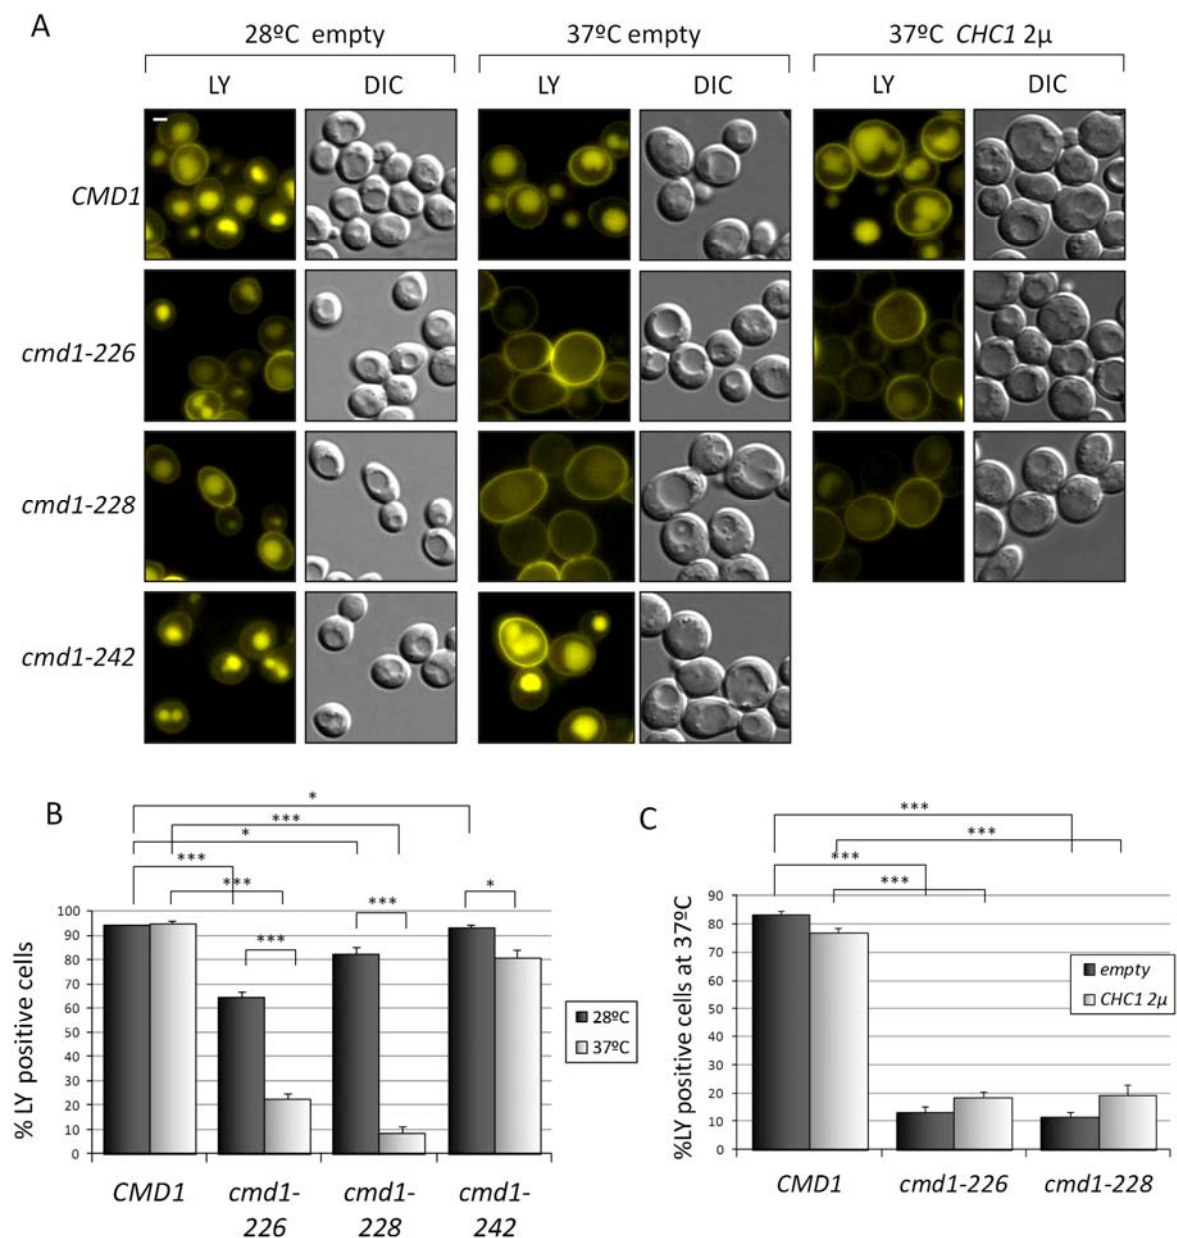 A
28ºC empty
37ºC empty
37ºC CHC1 2µ
LY
DIC
LY
DIC
LY
DIC
CMD1
cmd1-226
cmd1-228
cmd1-242
B
*
***
*
***
***
***
***
*
% LY positive cells
100
90
80
70
60
50
40
30
20
10
0
CMD1
cmd1-
226
cmd1-
228
cmd1-
242
28ºC
37ºC
C
***
***
***
***
%LY positive cells at 37ºC
90
80
70
60
50
40
30
20
10
0
CMD1
cmd1-226
cmd1-228
empty
CHC1 2µ